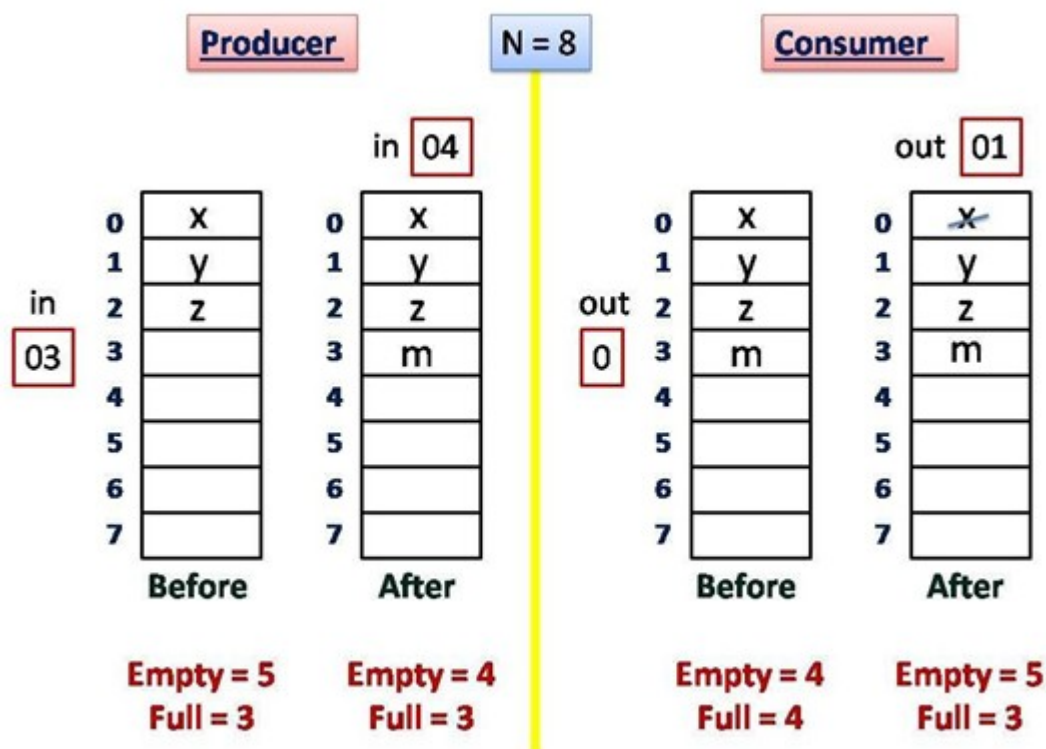 Producer
N = 8
Consumer
in 04
out 01
0 x 0 x 0 x 0 x
1 y 1 y 1 y 1 y
in
2 z 2 z
out
2 z 2 z
03
3 3 m
0
3 m 3 m
4 4 4 4
5 5 5 5
6 6 6 6
7 7 7 7
Before After Before After
Empty = 5 Empty = 4 Empty = 4 Empty = 5
Full = 3 Full = 3 Full = 4 Full = 3